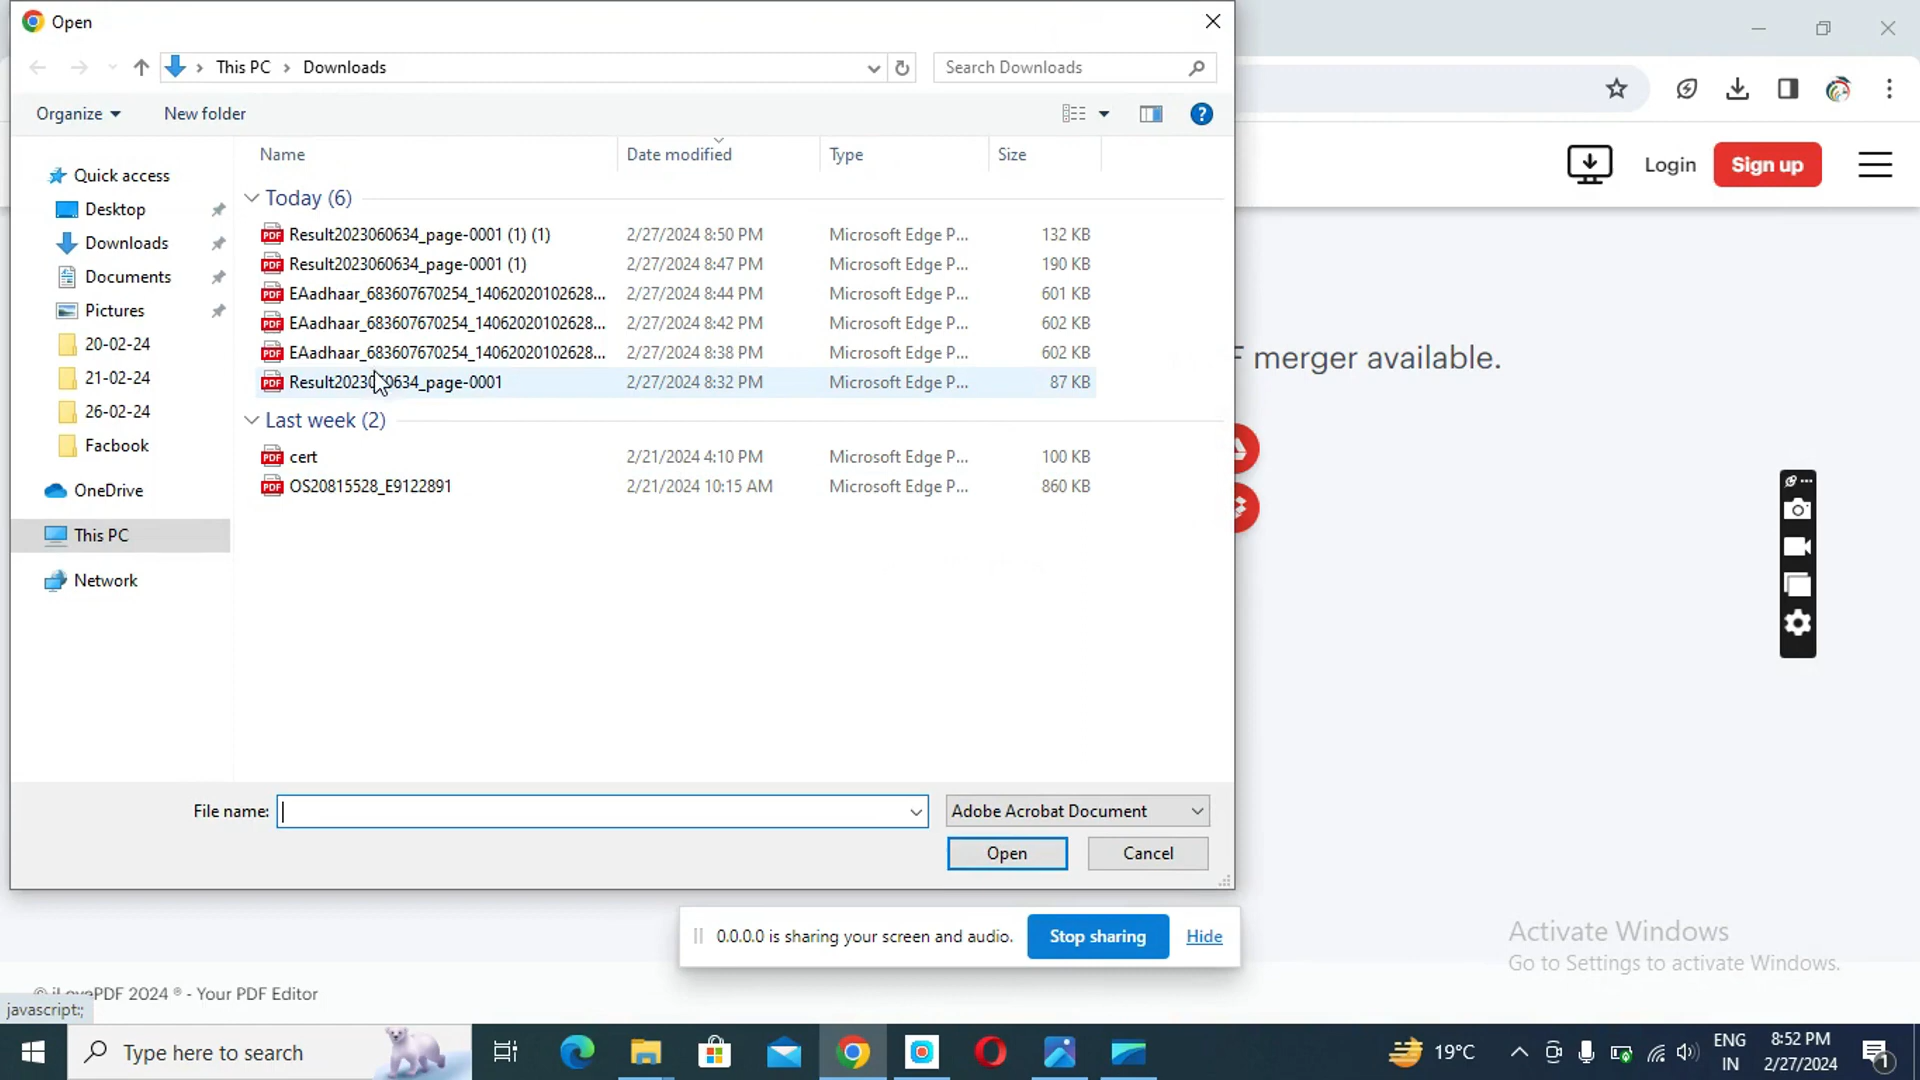 Open
This PC > Downloads
Search Downloads
Organize
New folder
Name
Date modified
Type
Size
Quick access
Desktop
Downloads
Documents
Pictures
20-02-24
21-02-24
26-02-24
Facbook
OneDrive
This PC
Network
Today (6)
Result2023060634_page-0001 (1) (1) 2/27/2024 8:50 PM Microsoft Edge P... 132 KB
Result2023060634_page-0001 (1) 2/27/2024 8:47 PM Microsoft Edge P... 190 KB
EAadhaar_683607670254_14062020102628... 2/27/2024 8:44 PM Microsoft Edge P... 601 KB
EAadhaar_683607670254_14062020102628... 2/27/2024 8:42 PM Microsoft Edge P... 602 KB
EAadhaar_683607670254_14062020102628... 2/27/2024 8:38 PM Microsoft Edge P... 602 KB
Result2023060634_page-0001 2/27/2024 8:32 PM Microsoft Edge P... 87 KB
Last week (2)
cert 2/21/2024 4:10 PM Microsoft Edge P... 100 KB
OS20815528_E9122891 2/21/2024 10:15 AM Microsoft Edge P... 860 KB
File name:
Adobe Acrobat Document
Open
Cancel
Login
Sign up
F merger available.
0.0.0.0 is sharing your screen and audio.
Stop sharing
Hide
Activate Windows
Go to Settings to activate Windows.
© iLovePDF 2024 ® - Your PDF Editor
javascript:;
Type here to search
19°C
ENG
IN
8:52 PM
2/27/2024
1